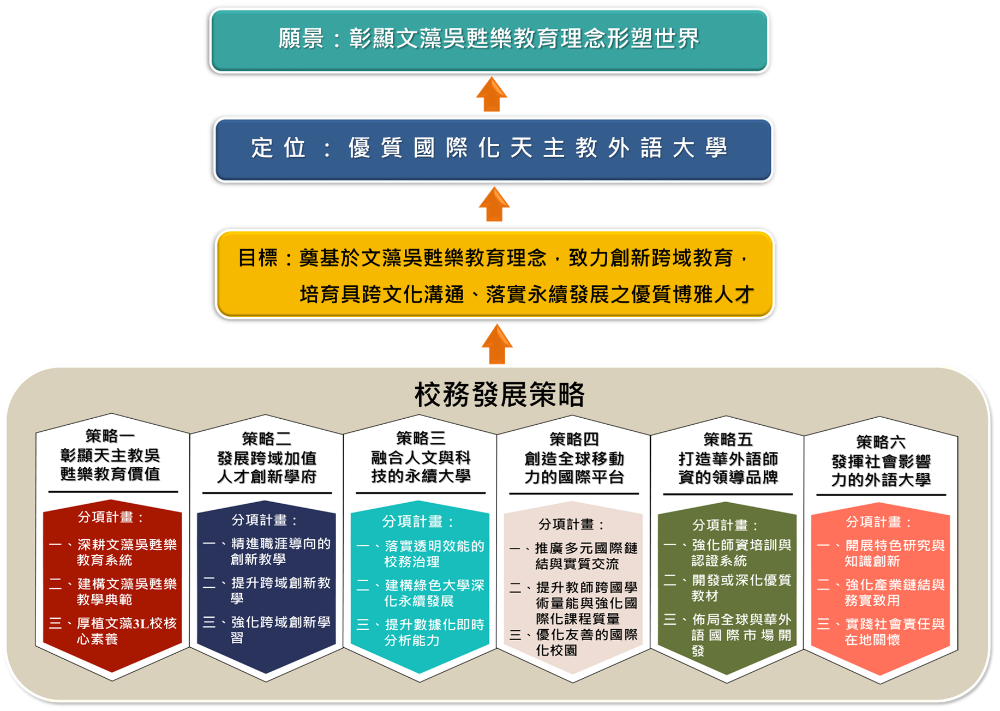 願景：彰顯文藻吳甦樂教育理念形塑世界
定位：優質國際化天主教外語大學
目標：奠基於文藻吳甦樂教育理念，致力創新跨域教育，
培育具跨文化溝通、落實永續發展之優質博雅人才
校務發展策略
策略一
彰顯天主教吳
甦樂教育價值
分項計畫：
一、深耕文藻吳甦樂
教育系統
二、建構文藻吳甦樂
教學典範
三、厚植文藻3L校核
心素養
策略二
發展跨域加值
人才創新學府
分項計畫：
一、精進職涯導向的
創新教學
二、提升跨域創新教
學
三、強化跨域創新學
習
策略三
融合人文與科
技的永續大學
分項計畫：
一、落實透明效能的
校務治理
二、建構綠色大學深
化永續發展
三、提升數據化即時
分析能力
策略四
創造全球移動
力的國際平台
分項計畫：
一、推廣多元國際鏈
結與實質交流
二、提升教師跨國學
術量能與強化國
際化課程質量
三、優化友善的國際
化校園
策略五
打造華外語師
資的領導品牌
分項計畫：
一、強化師資培訓與
認證系統
二、開發或深化優質
教材
三、佈局全球與華外
語國際市場開
發
策略六
發揮社會影響
力的外語大學
分項計畫：
一、開展特色研究與
知識創新
二、強化產業鏈結與
務實致用
三、實踐社會責任與
在地關懷